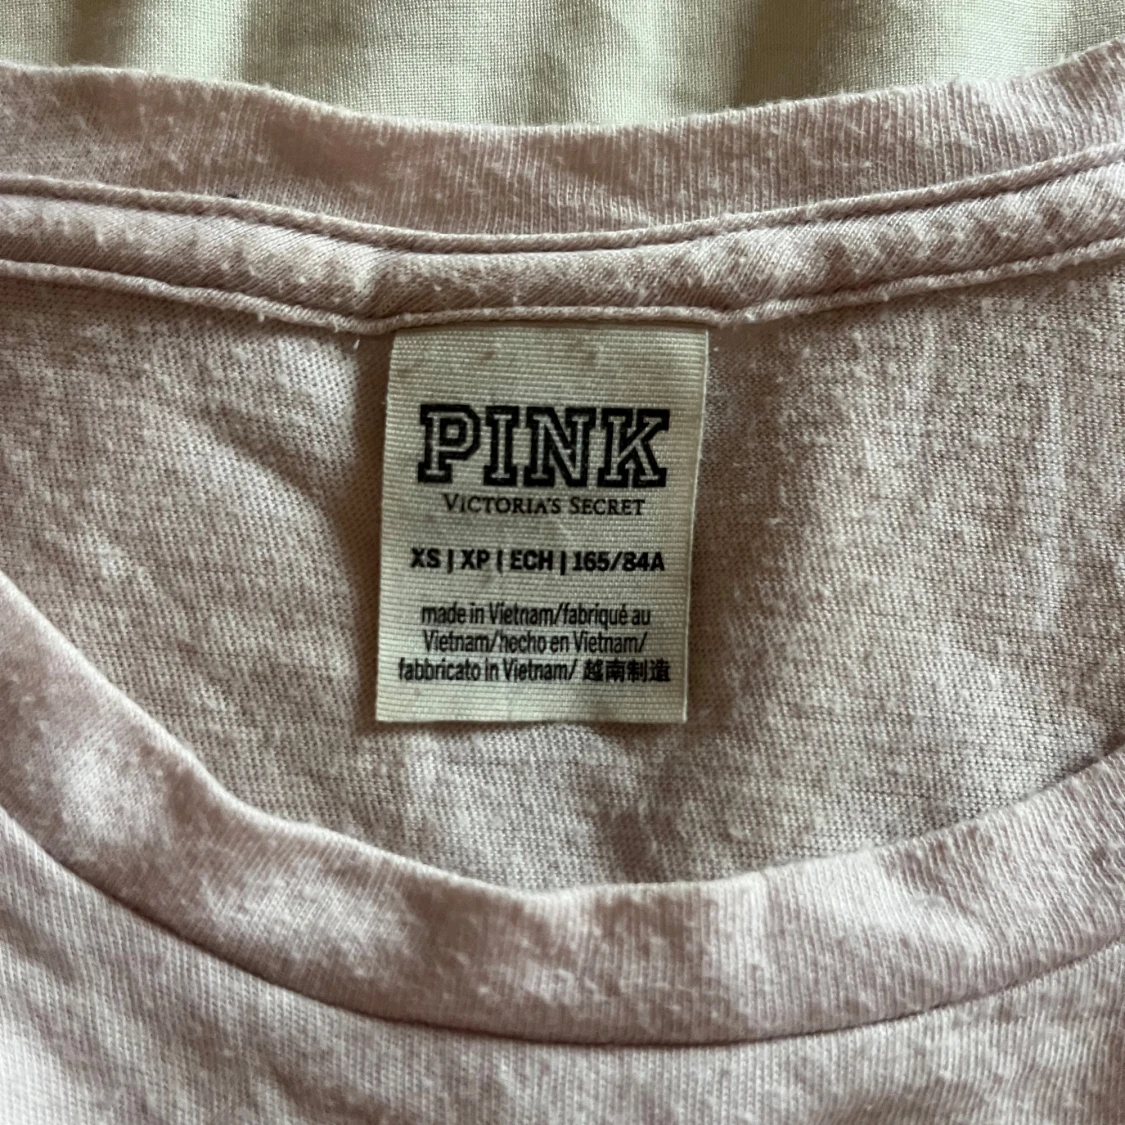 PINK
VICTORIA'S SECRET
XS | XP | ECH | 165/84A
made in Vietnam/fabriqué au
Vietnam/hecho en Vietnam/
fabbricato in Vietnam/ 越南制造